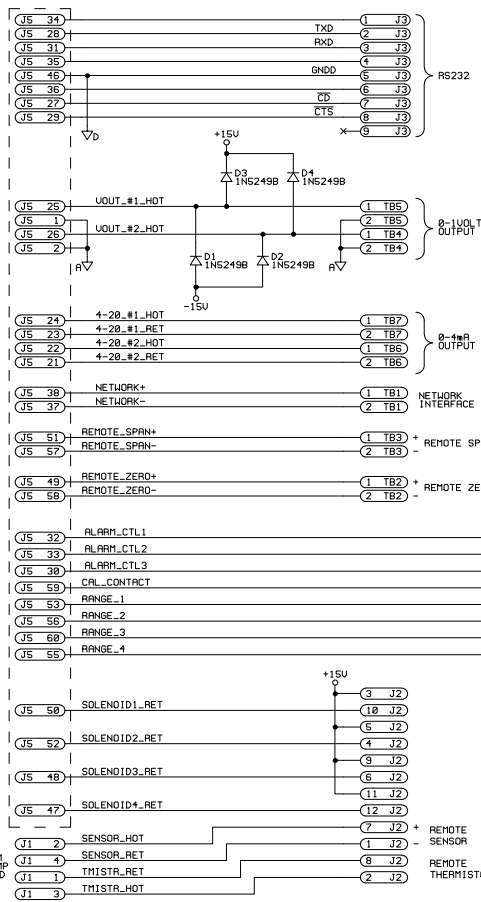 J5 34 1 J3
J5 28 TXD 2 J3
J5 31 RXD 3 J3
J5 35 4 J3
J5 46 GNDD 5 J3 RS232
J5 36 6 J3
J5 27 CD 7 J3
J5 29 CTS 8 J3
D 9 J3
+15V
D3 D4
1N5249B 1N5249B
J5 25 VOUT_#1_HOT 1 TB5
J5 1 2 TB5 0-1VOLT
J5 26 VOUT_#2_HOT 1 TB4 OUTPUT
J5 2 2 TB4
D1 D2
A 1N5249B 1N5249B A
-15V
J5 24 4-20_#1_HOT 1 TB7
J5 23 4-20_#1_RET 2 TB7 0-4mA
J5 22 4-20_#2_HOT 1 TB6 OUTPUT
J5 21 4-20_#2_RET 2 TB6
J5 38 NETWORK+ 1 TB1 NETWORK
J5 37 NETWORK- 2 TB1 INTERFACE
J5 51 REMOTE_SPAN+ 1 TB3 + REMOTE SP
J5 57 REMOTE_SPAN- 2 TB3 -
J5 49 REMOTE_ZERO+ 1 TB2 + REMOTE ZE
J5 58 REMOTE_ZERO- 2 TB2 -
J5 32 ALARM_CTL1
J5 33 ALARM_CTL2
J5 30 ALARM_CTL3
J5 59 CAL_CONTACT
J5 53 RANGE_1
J5 56 RANGE_2
J5 60 RANGE_3
J5 55 RANGE_4
+15V
3 J2
J5 50 SOLENOID1_RET 10 J2
5 J2
J5 52 SOLENOID2_RET 4 J2
9 J2
J5 48 SOLENOID3_RET 6 J2
11 J2
J5 47 SOLENOID4_RET 12 J2
7 J2 + REMOTE
J1 2 SENSOR_HOT 1 J2 - SENSOR
J1 4 SENSOR_RET
J1 1 TMISTR_RET 8 J2 REMOTE
J1 3 TMISTR_HOT 2 J2 THERMIST